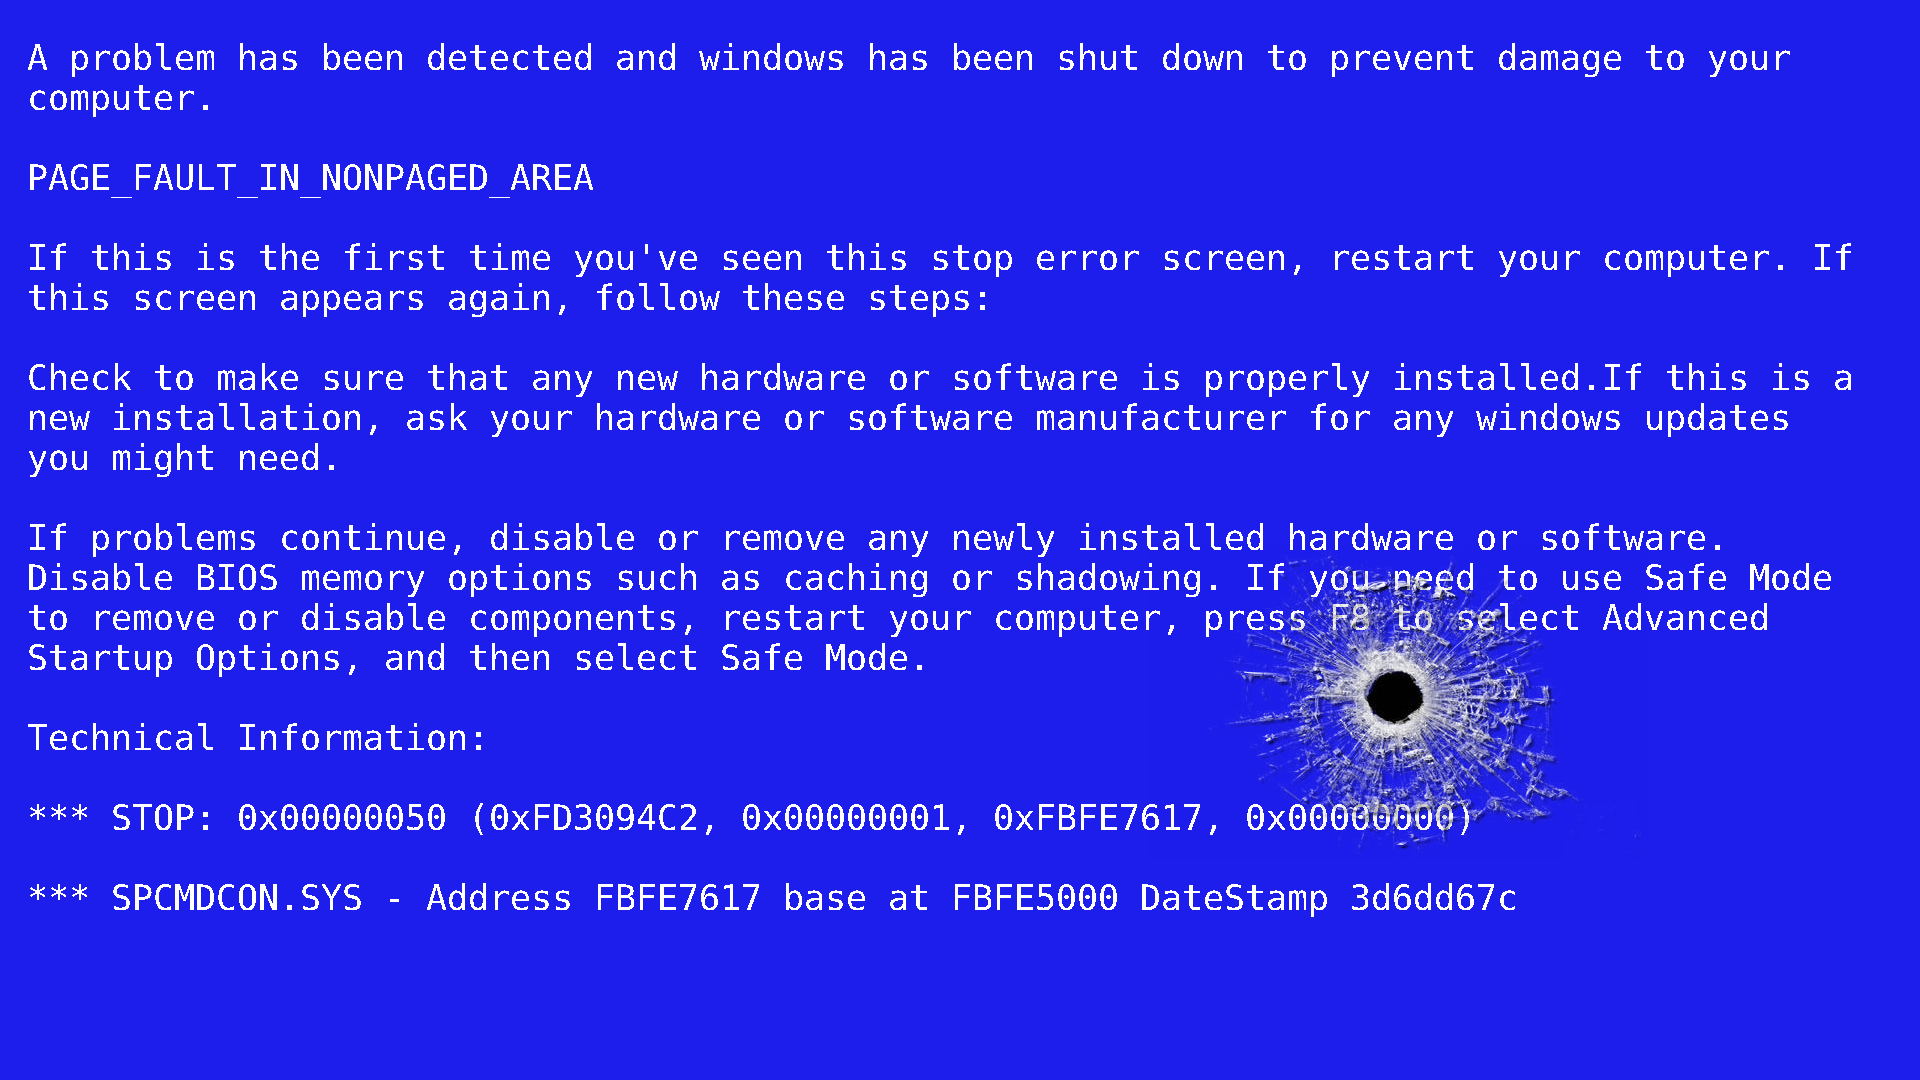 A problem has been detected and windows has been shut down to prevent damage to your
computer.
PAGE_FAULT_IN_NONPAGED_AREA
If this is the first time you've seen this stop error screen, restart your computer. If
this screen appears again, follow these steps:
Check to make sure that any new hardware or software is properly installed.If this is a
new installation, ask your hardware or software manufacturer for any windows updates
you might need.
If problems continue, disable or remove any newly installed hardware or software.
Disable BIOS memory options such as caching or shadowing. If you need to use Safe Mode
to remove or disable components, restart your computer, press F8 to select Advanced
Startup Options, and then select Safe Mode.
Technical Information:
*** STOP: 0x00000050 (0xFD3094C2, 0x00000001, 0xFBFE7617, 0x00000000)
*** SPCMDCON.SYS - Address FBFE7617 base at FBFE5000 DateStamp 3d6dd67c